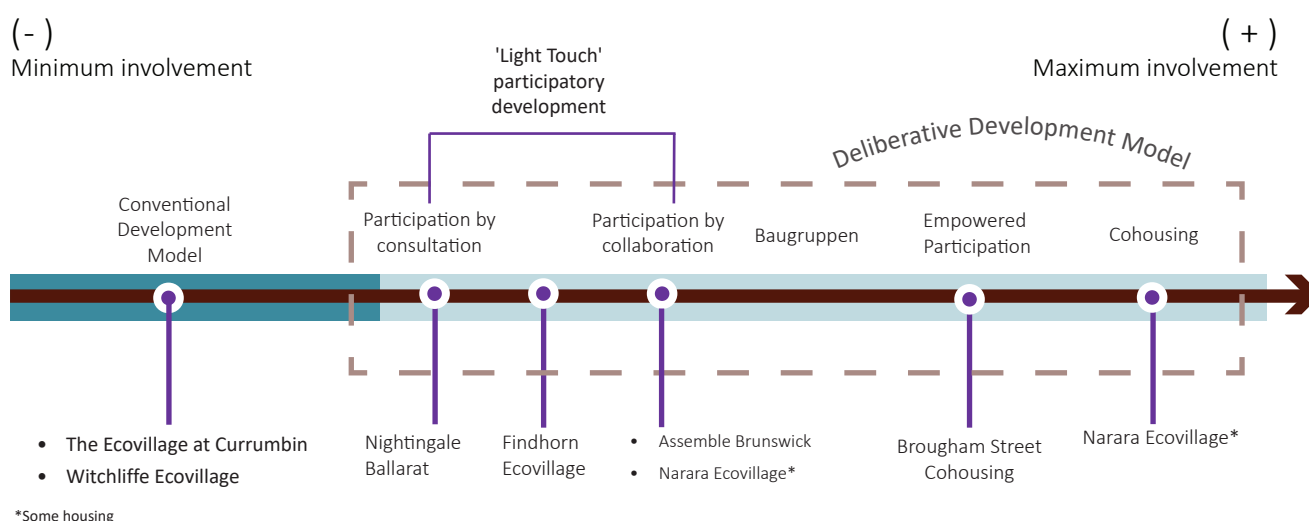 (-)
Minimum involvement
'Light Touch'
participatory
development
(+)
Maximum involvement
Deliberative Development Model
Conventional
Development
Model
Participation by
consultation
Participation by
collaboration
Baugruppen
Empowered
Participation
Cohousing
• The Ecovillage at Currumbin
• Witchliffe Ecovillage
Nightingale
Ballarat
Findhorn
Ecovillage
• Assemble Brunswick
• Narara Ecovillage*
Brougham Street
Cohousing
Narara Ecovillage*
*Some housing